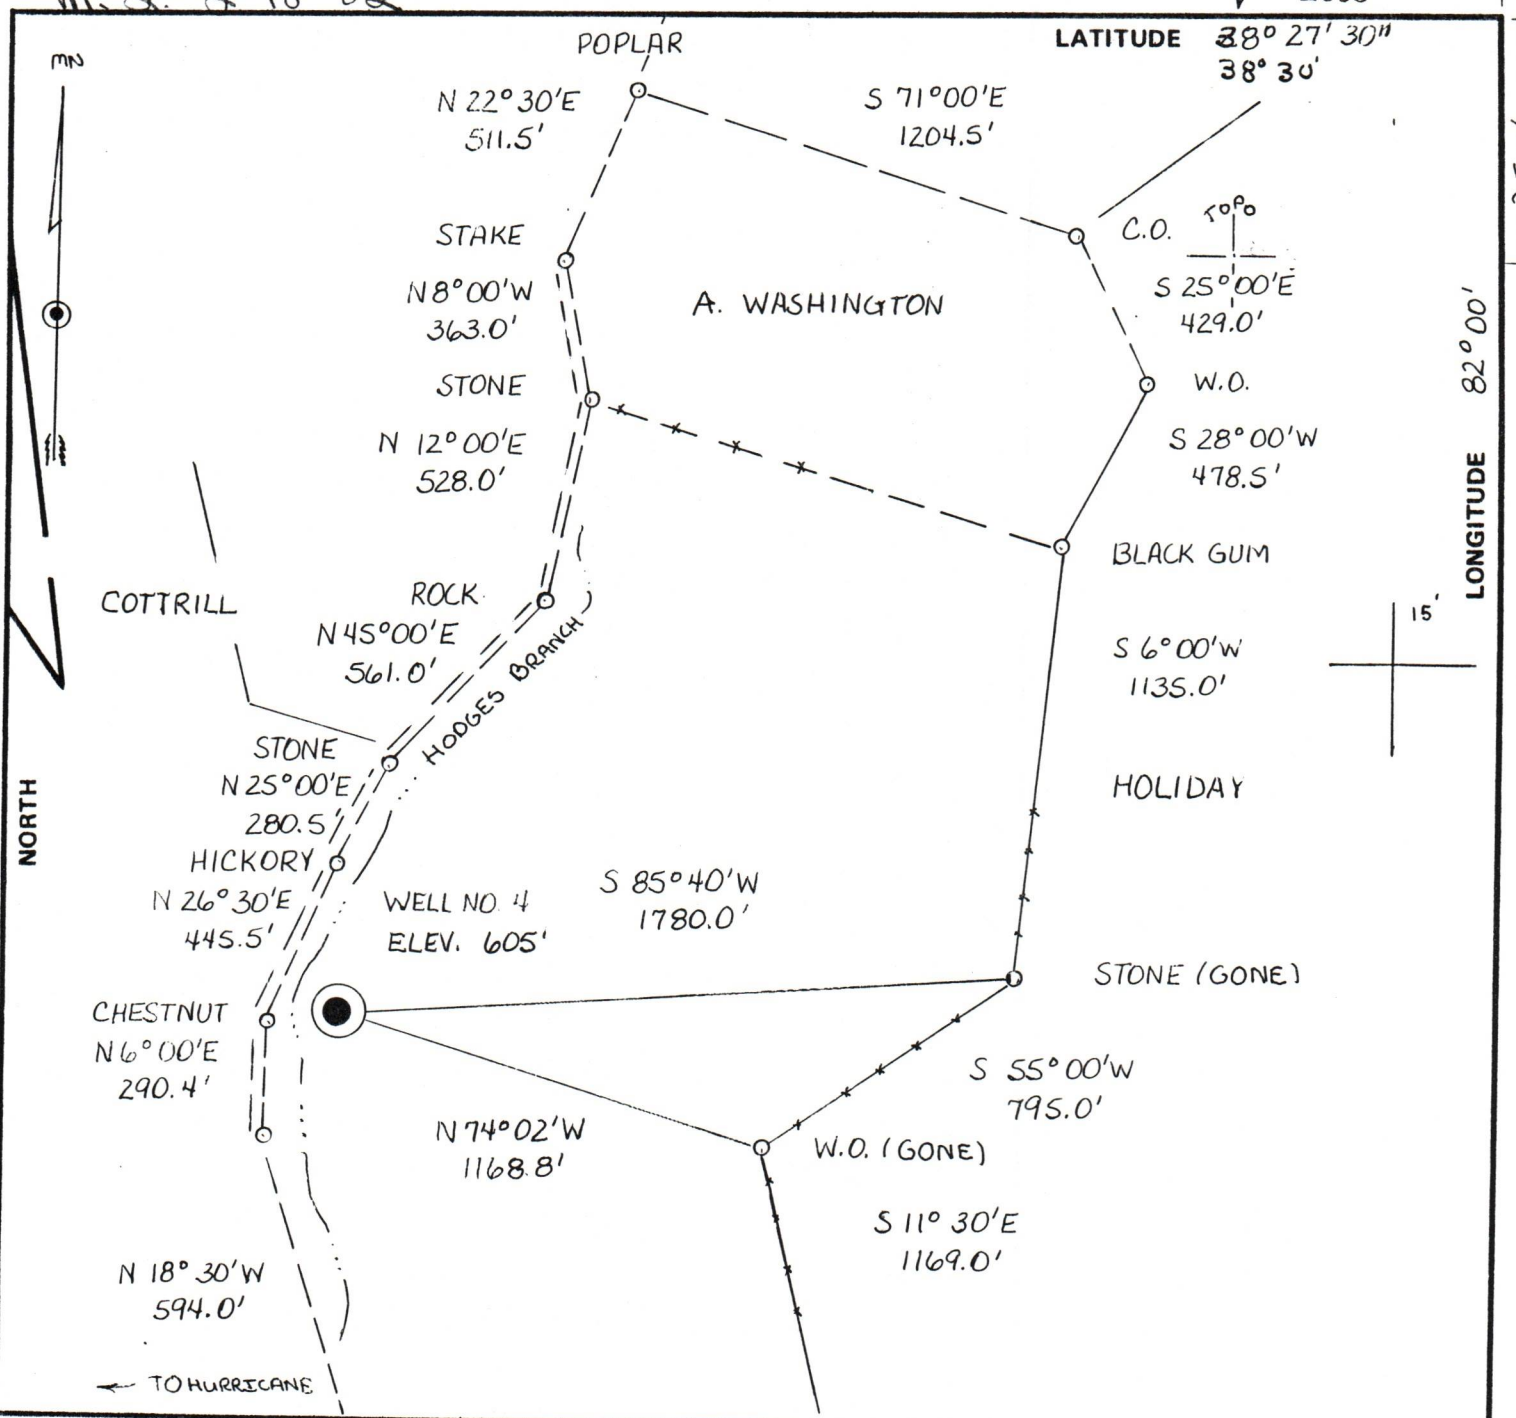 POPLAR
LATITUDE 38° 27' 30"
38° 30'
MN
N 22°30'E
511.5'
S 71°00'E
1204.5'
STAKE
C.O.
TOPO
N 8°00'W
363.0'
A. WASHINGTON
S 25°00'E
429.0'
STONE
W.O.
LONGITUDE 82°00'
N 12°00'E
528.0'
S 28°00'W
478.5'
BLACK GUM
COTTRILL
ROCK
N 45°00'E
561.0'
HODGES BRANCH
15'
S 6°00'W
1135.0'
STONE
N 25°00'E
280.5'
HOLIDAY
NORTH
HICKORY
N 26°30'E
445.5'
WELL NO. 4
ELEV. 605'
S 85°40'W
1780.0'
STONE (GONE)
CHESTNUT
N 6°00'E
290.4'
S 55°00'W
795.0'
N 74°02'W
1168.8'
W.O. (GONE)
S 11° 30'E
1169.0'
N 18° 30'W
594.0'
← TO HURRICANE